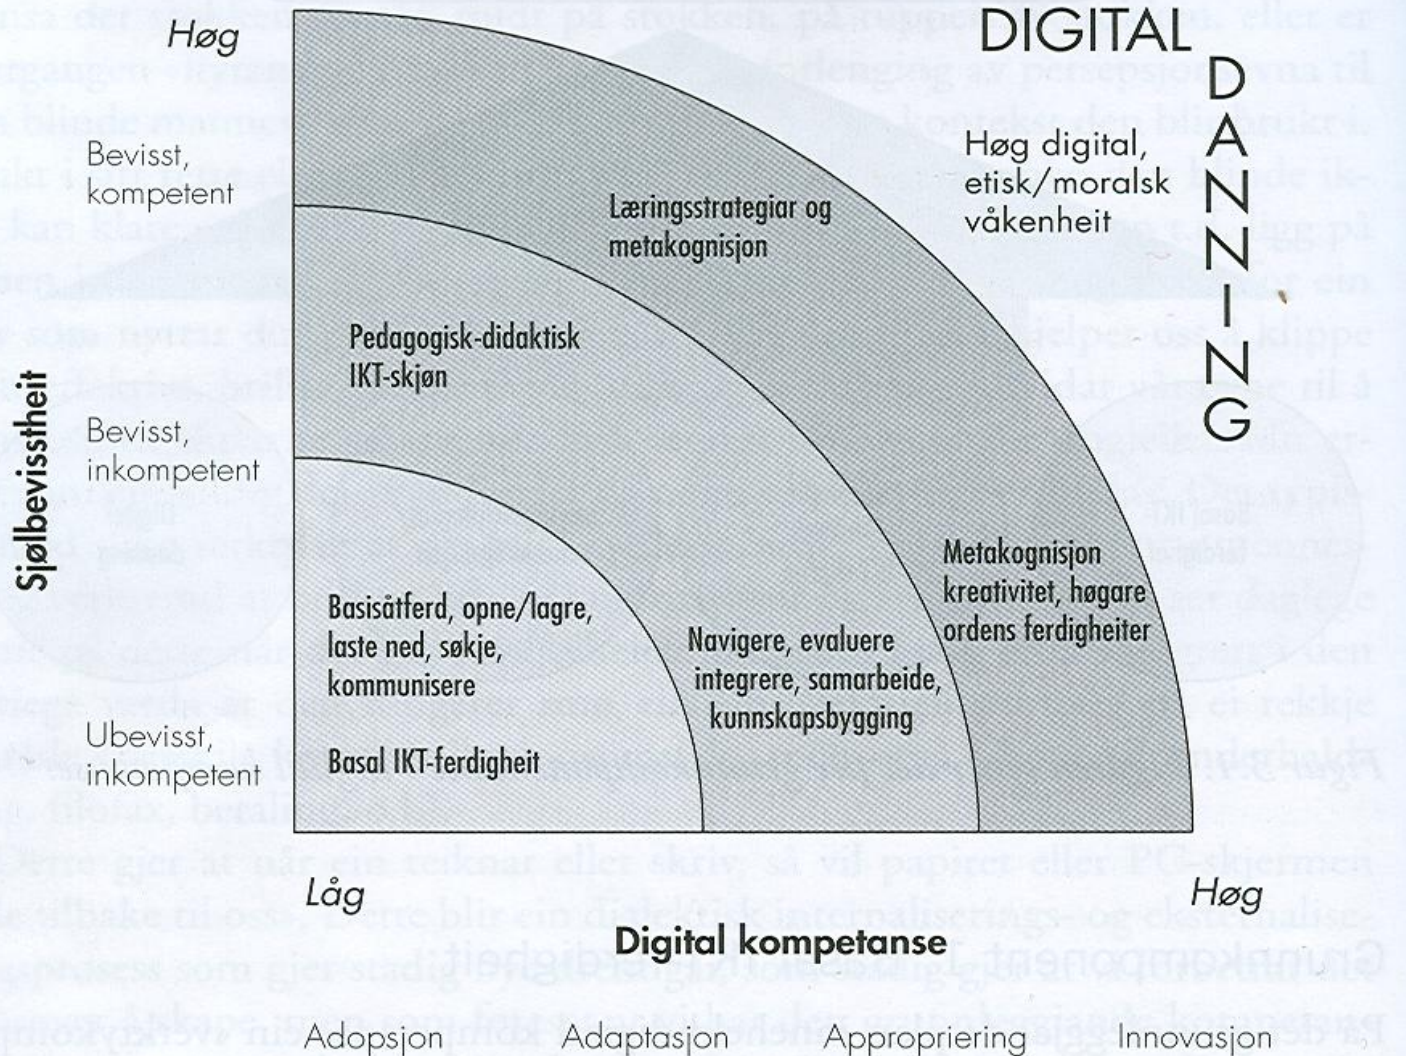 Høg
DIGITAL
DANNING
Høg digital,
etisk/moralsk
våkenheit
Bevisst,
kompetent
Læringsstrategiar og
metakognisjon
Pedagogisk-didaktisk
IKT-skjøn
Sjølbevisstheit
Bevisst,
inkompetent
Metakognisjon
kreativitet, høgare
ordens ferdigheiter
Basisåtferd, opne/lagre,
laste ned, søkje,
kommunisere
Navigere, evaluere
integrere, samarbeide,
kunnskapsbygging
Ubevisst,
inkompetent
Basal IKT-ferdigheit
Låg
Høg
Digital kompetanse
Adopsjon
Adaptasjon
Appropriering
Innovasjon